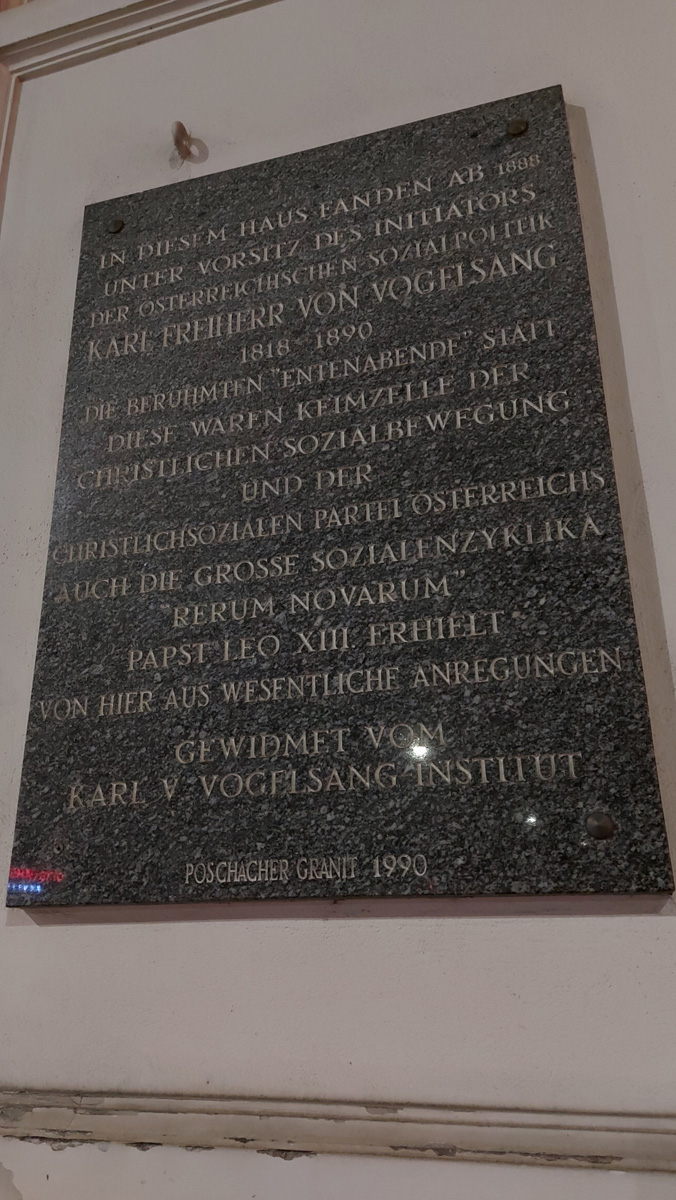 IN DIESEM HAUS FANDEN AB 1888
UNTER VORSITZ DES INITIATORS
DER ÖSTERREICHISCHEN SOZIALPOLITIK
KARL FREIHERR VON VOGELSANG
1818 - 1890
DIE BERÜHMTEN "ENTENABENDE" STATT
DIESE WAREN KEIMZELLE DER
CHRISTLICHEN SOZIALBEWEGUNG
UND DER
CHRISTLICHSOZIALEN PARTEI ÖSTERREICHS
AUCH DIE GROSSE SOZIALENZYKLIKA
"RERUM NOVARUM"
PAPST LEO XIII. ERHIELT
VON HIER AUS WESENTLICHE ANREGUNGEN
GEWIDMET VOM
KARL V. VOGELSANG INSTITUT
POSCHACHER GRANIT 1990